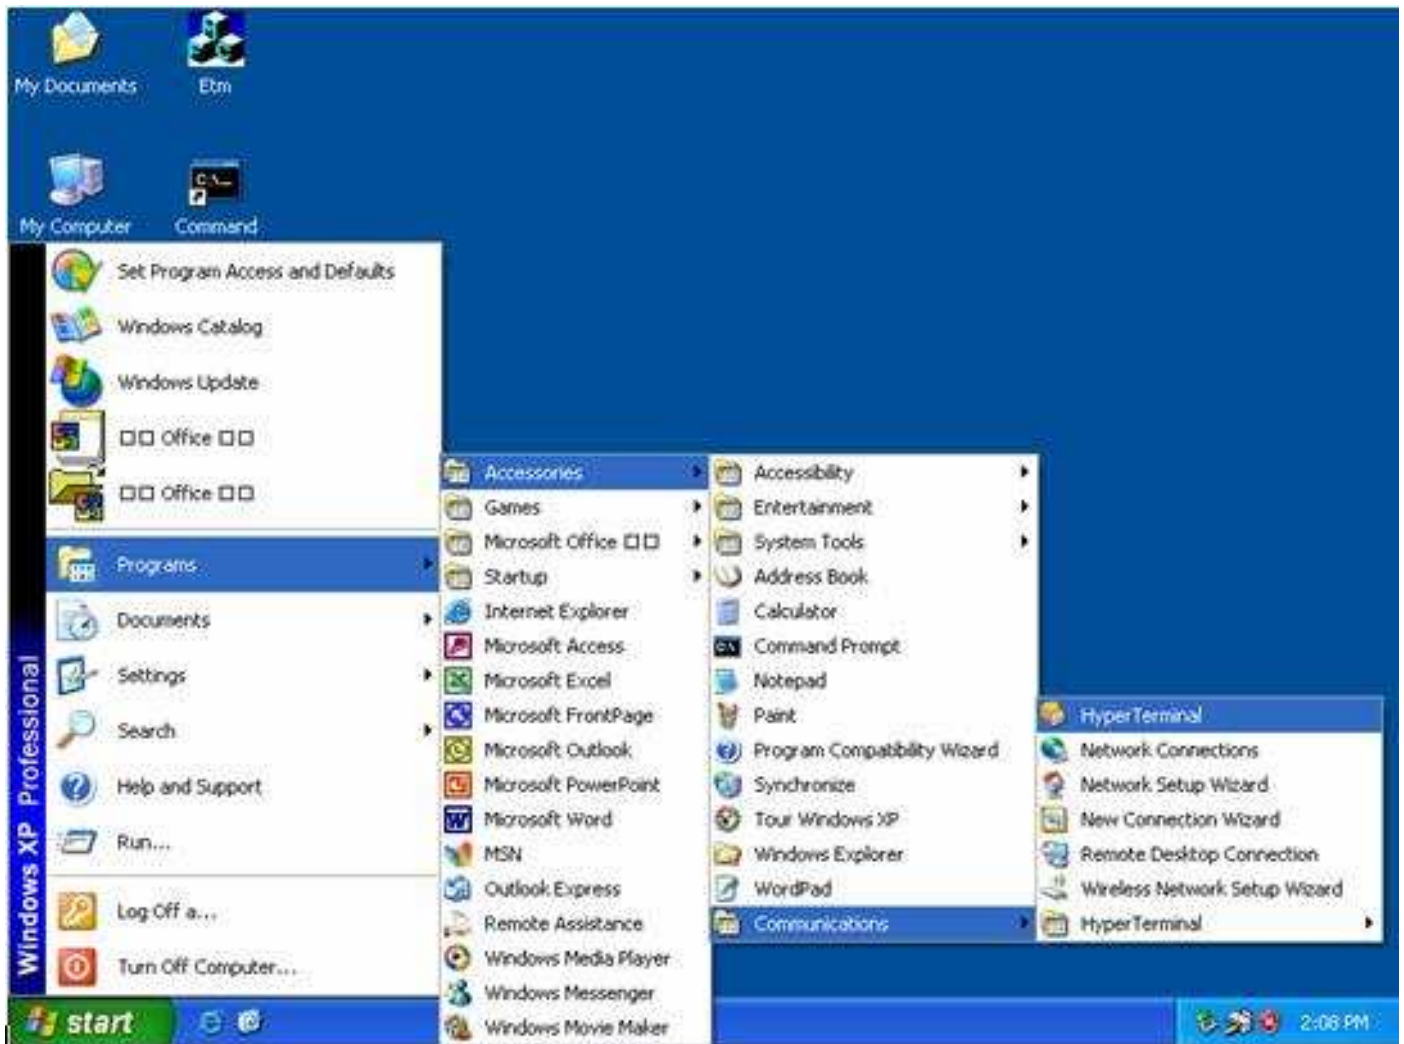 My Documents
Etm
My Computer
Command
Set Program Access and Defaults
Windows Catalog
Windows Update
□□ Office □□
□□ Office □□
Programs
Documents
Settings
Search
Help and Support
Run...
Log Off a...
Turn Off Computer...
Windows XP Professional
Accessories
Games
Microsoft Office □□
Startup
Internet Explorer
Microsoft Access
Microsoft Excel
Microsoft FrontPage
Microsoft Outlook
Microsoft PowerPoint
Microsoft Word
MSN
Outlook Express
Remote Assistance
Windows Media Player
Windows Messenger
Windows Movie Maker
Accessibility
Entertainment
System Tools
Address Book
Calculator
Command Prompt
Notepad
Paint
Program Compatibility Wizard
Synchronize
Tour Windows XP
Windows Explorer
WordPad
Communications
HyperTerminal
Network Connections
Network Setup Wizard
New Connection Wizard
Remote Desktop Connection
Wireless Network Setup Wizard
HyperTerminal
start
2:08 PM